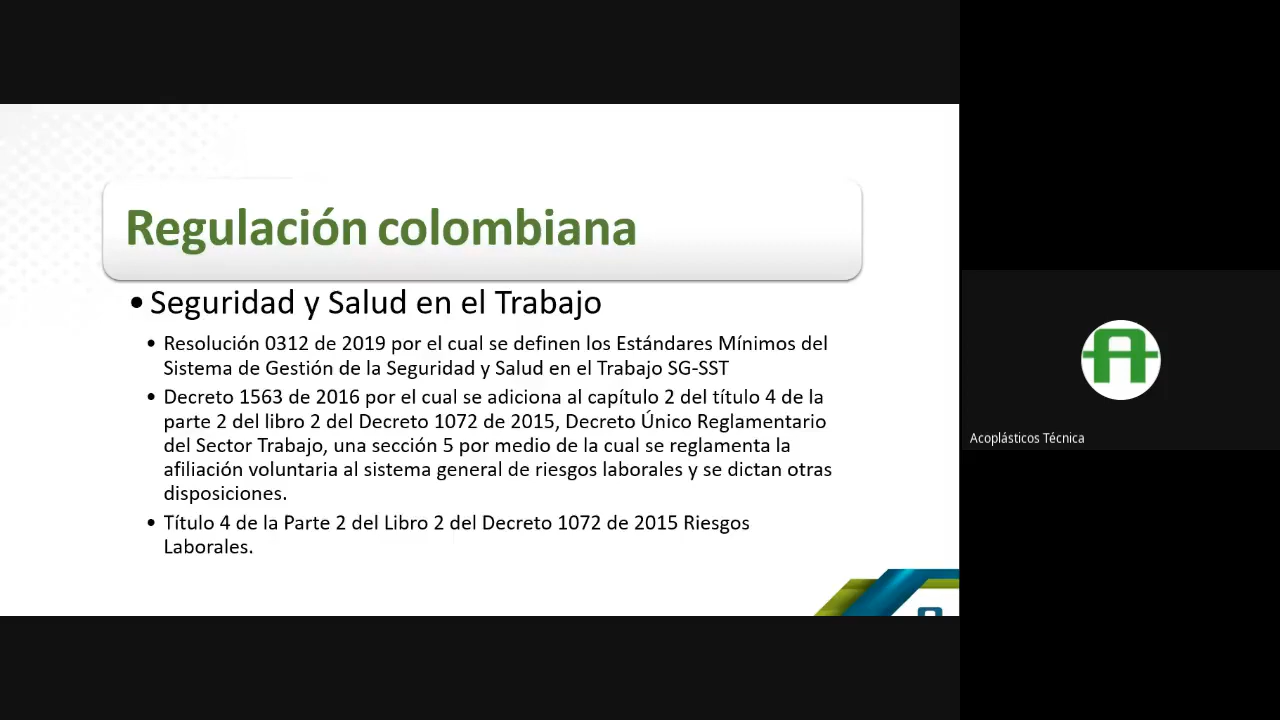 Regulación colombiana
• Seguridad y Salud en el Trabajo
• Resolución 0312 de 2019 por el cual se definen los Estándares Mínimos del
Sistema de Gestión de la Seguridad y Salud en el Trabajo SG-SST
• Decreto 1563 de 2016 por el cual se adiciona al capítulo 2 del título 4 de la
parte 2 del libro 2 del Decreto 1072 de 2015, Decreto Único Reglamentario
del Sector Trabajo, una sección 5 por medio de la cual se reglamenta la
afiliación voluntaria al sistema general de riesgos laborales y se dictan otras
disposiciones.
• Título 4 de la Parte 2 del Libro 2 del Decreto 1072 de 2015 Riesgos
Laborales.
Acoplásticos Técnica